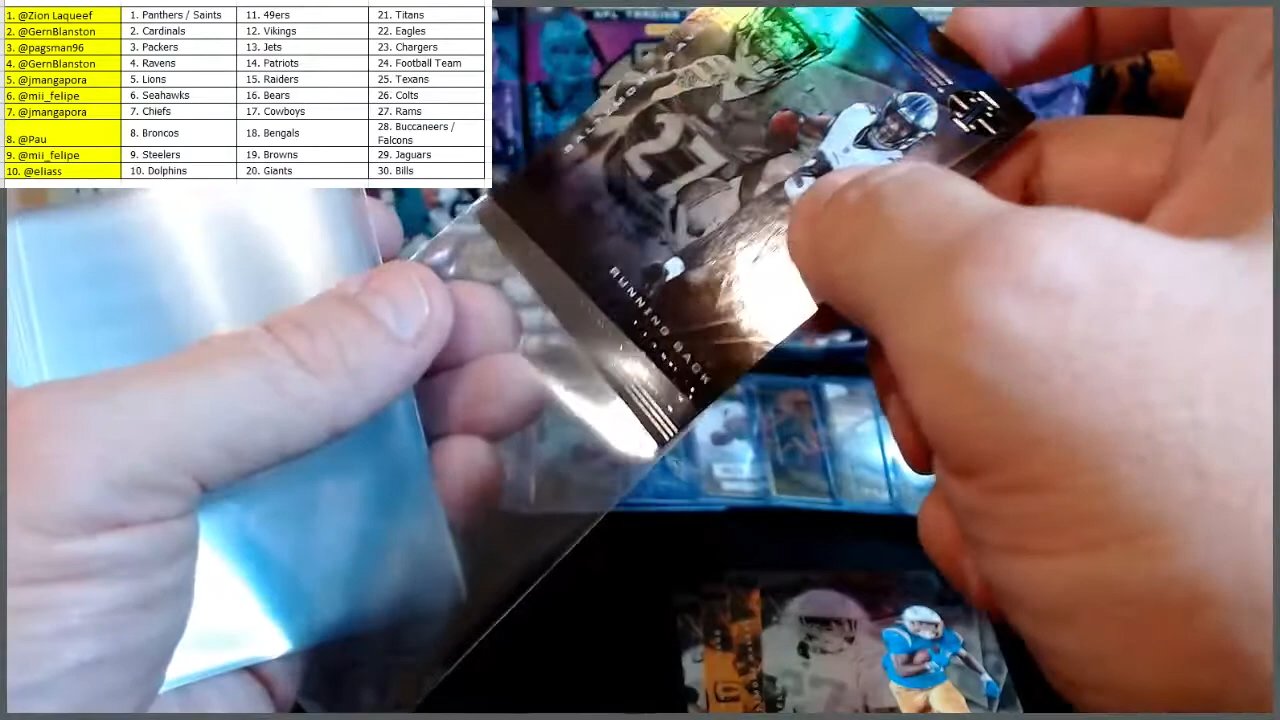 1. @Zion Laqueef 1. Panthers / Saints 11. 49ers 21. Titans
2. @GernBlanston 2. Cardinals 12. Vikings 22. Eagles
3. @pagsman96 3. Packers 13. Jets 23. Chargers
4. @GernBlanston 4. Ravens 14. Patriots 24. Football Team
5. @jmangapora 5. Lions 15. Raiders 25. Texans
6. @mii_felipe 6. Seahawks 16. Bears 26. Colts
7. @jmangapora 7. Chiefs 17. Cowboys 27. Rams
8. @Pau 8. Broncos 18. Bengals 28. Buccaneers / Falcons
9. @mii_felipe 9. Steelers 19. Browns 29. Jaguars
10. @eliass 10. Dolphins 20. Giants 30. Bills
27
RUNNING BACK